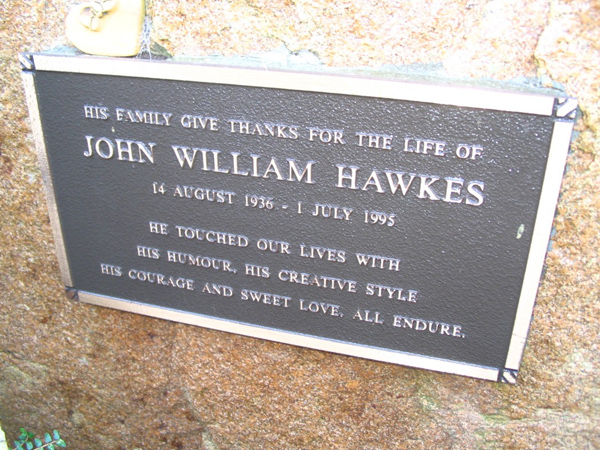 HIS FAMILY GIVE THANKS FOR THE LIFE OF
JOHN WILLIAM HAWKES
14 AUGUST 1936 - 1 JULY 1995
HE TOUCHED OUR LIVES WITH
HIS HUMOUR, HIS CREATIVE STYLE
HIS COURAGE AND SWEET LOVE. ALL ENDURE.